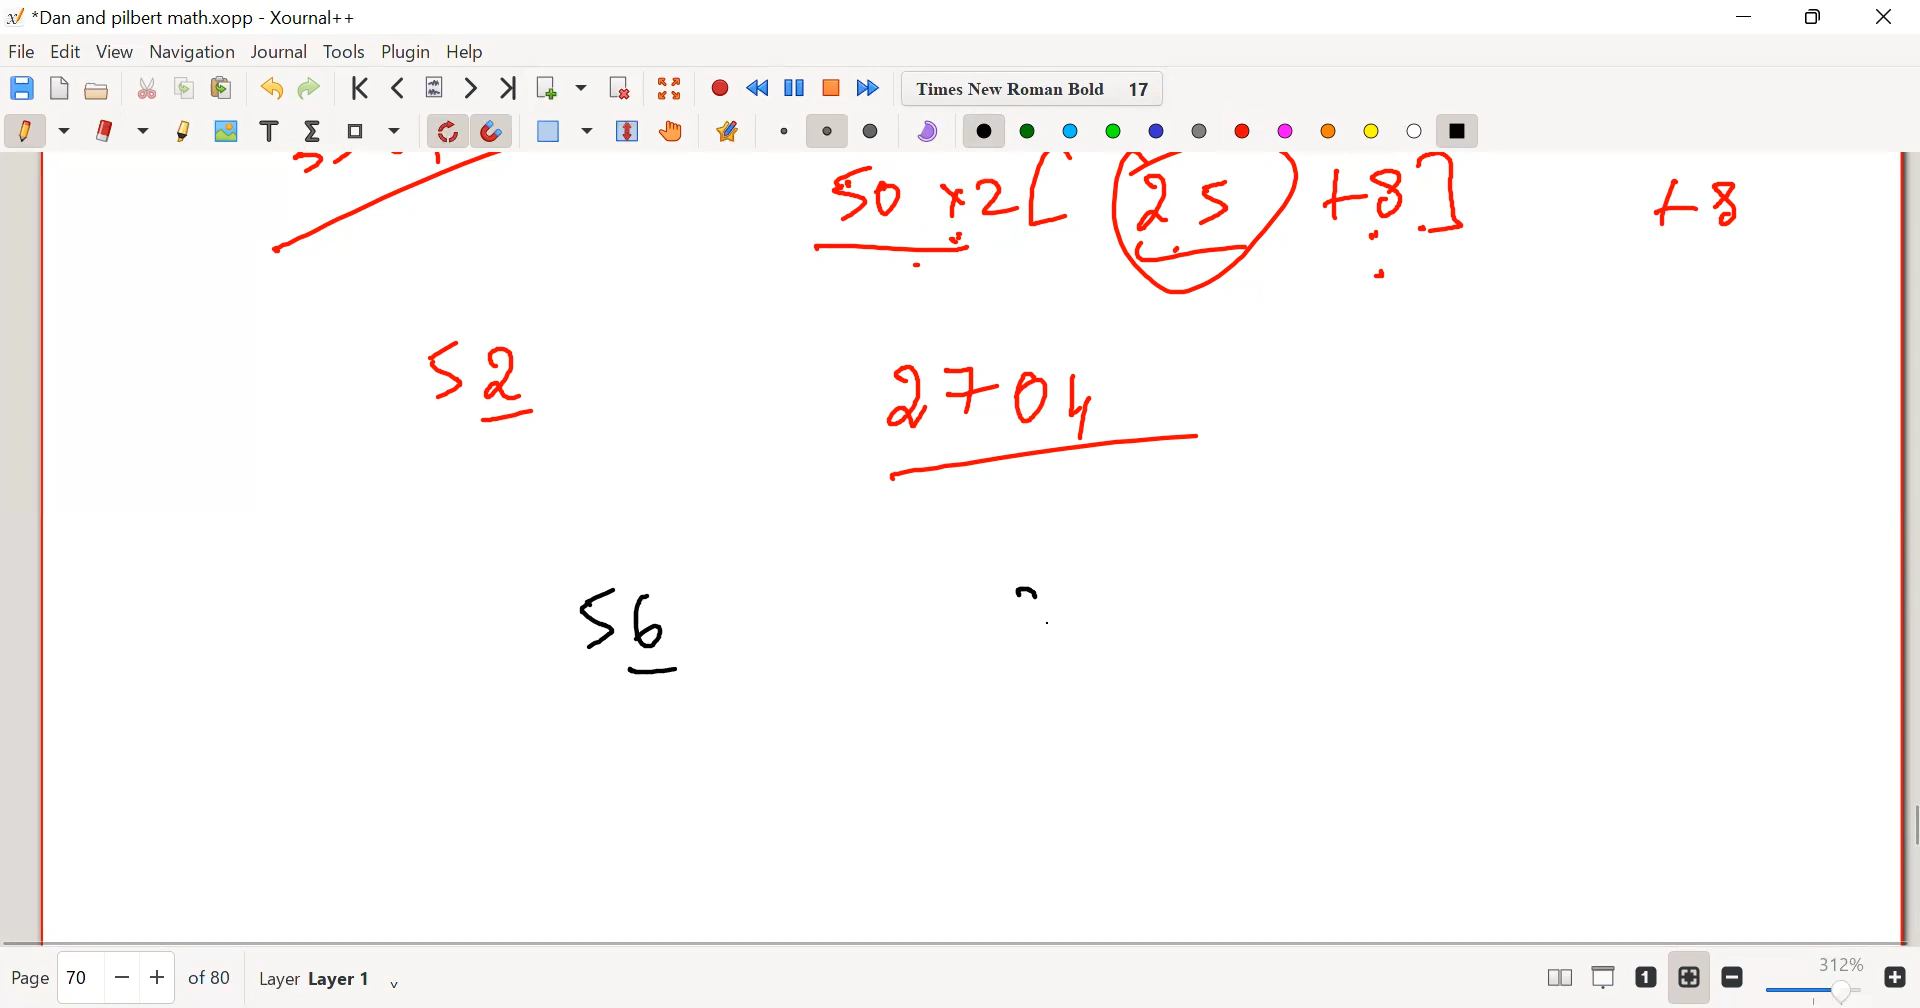 *Dan and pilbert math.xopp - Xournal++
File Edit View Navigation Journal Tools Plugin Help
Times New Roman Bold 17
50 x2[ 25 +8] +8
52 2704
56
Page 70 of 80 Layer Layer 1 312%